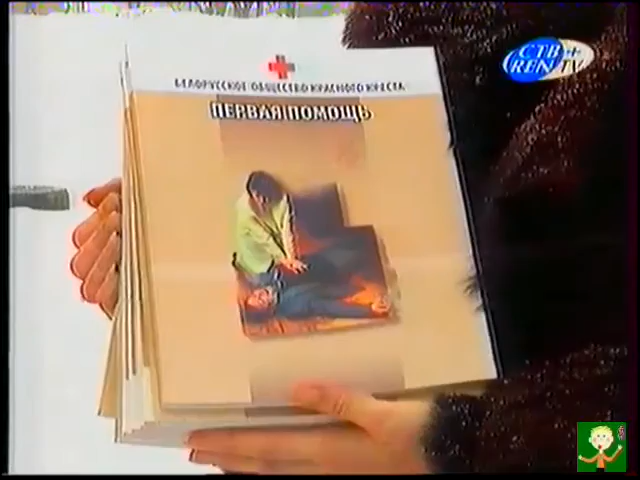 СТВ+
REN-TV
БЕЛОРУССКОЕ ОБЩЕСТВО КРАСНОГО КРЕСТА
ПЕРВАЯ ПОМОЩЬ